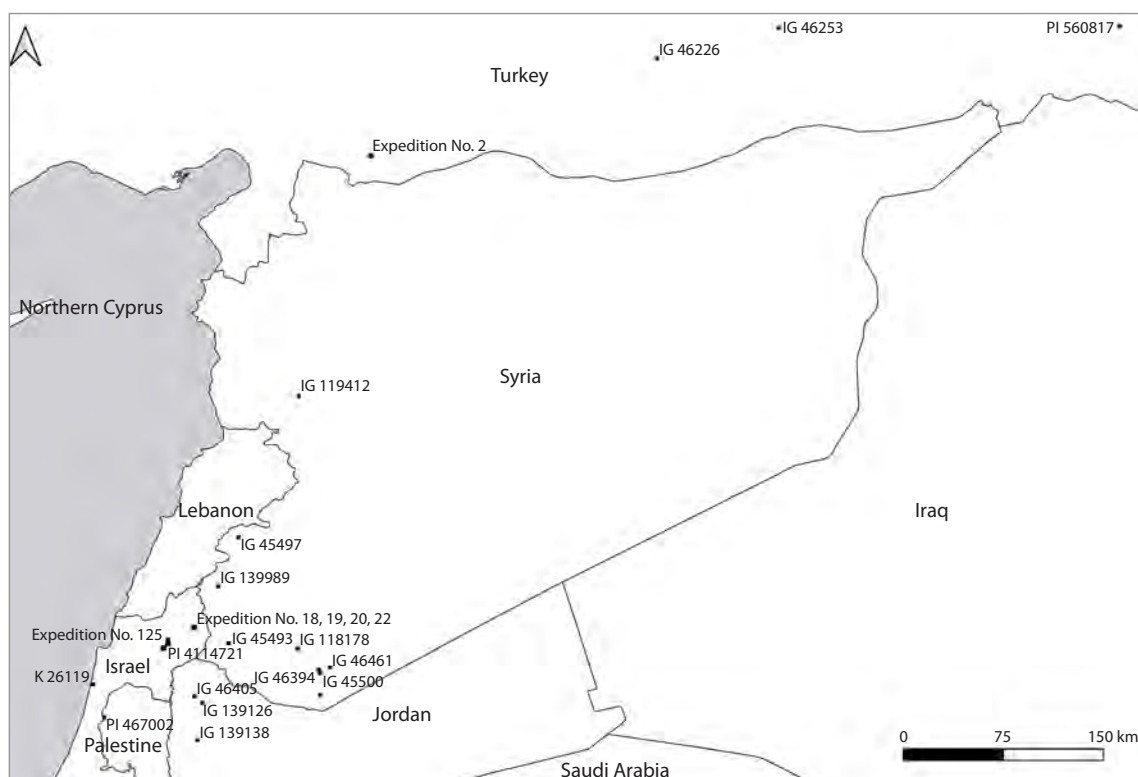 IG 46253
PI 560817
IG 46226
Turkey
Expedition No. 2
Northern Cyprus
Syria
IG 119412
Lebanon
Iraq
IG 45497
IG 139989
Expedition No. 18, 19, 20, 22
Expedition No. 125
IG 45493
IG 118178
PI 4114721
Israel
IG 46461
K 26119
IG 46394
IG 45500
IG 46405
IG 139126
Jordan
PI 467002
Palestine
IG 139138
0 75 150 km
Saudi Arabia